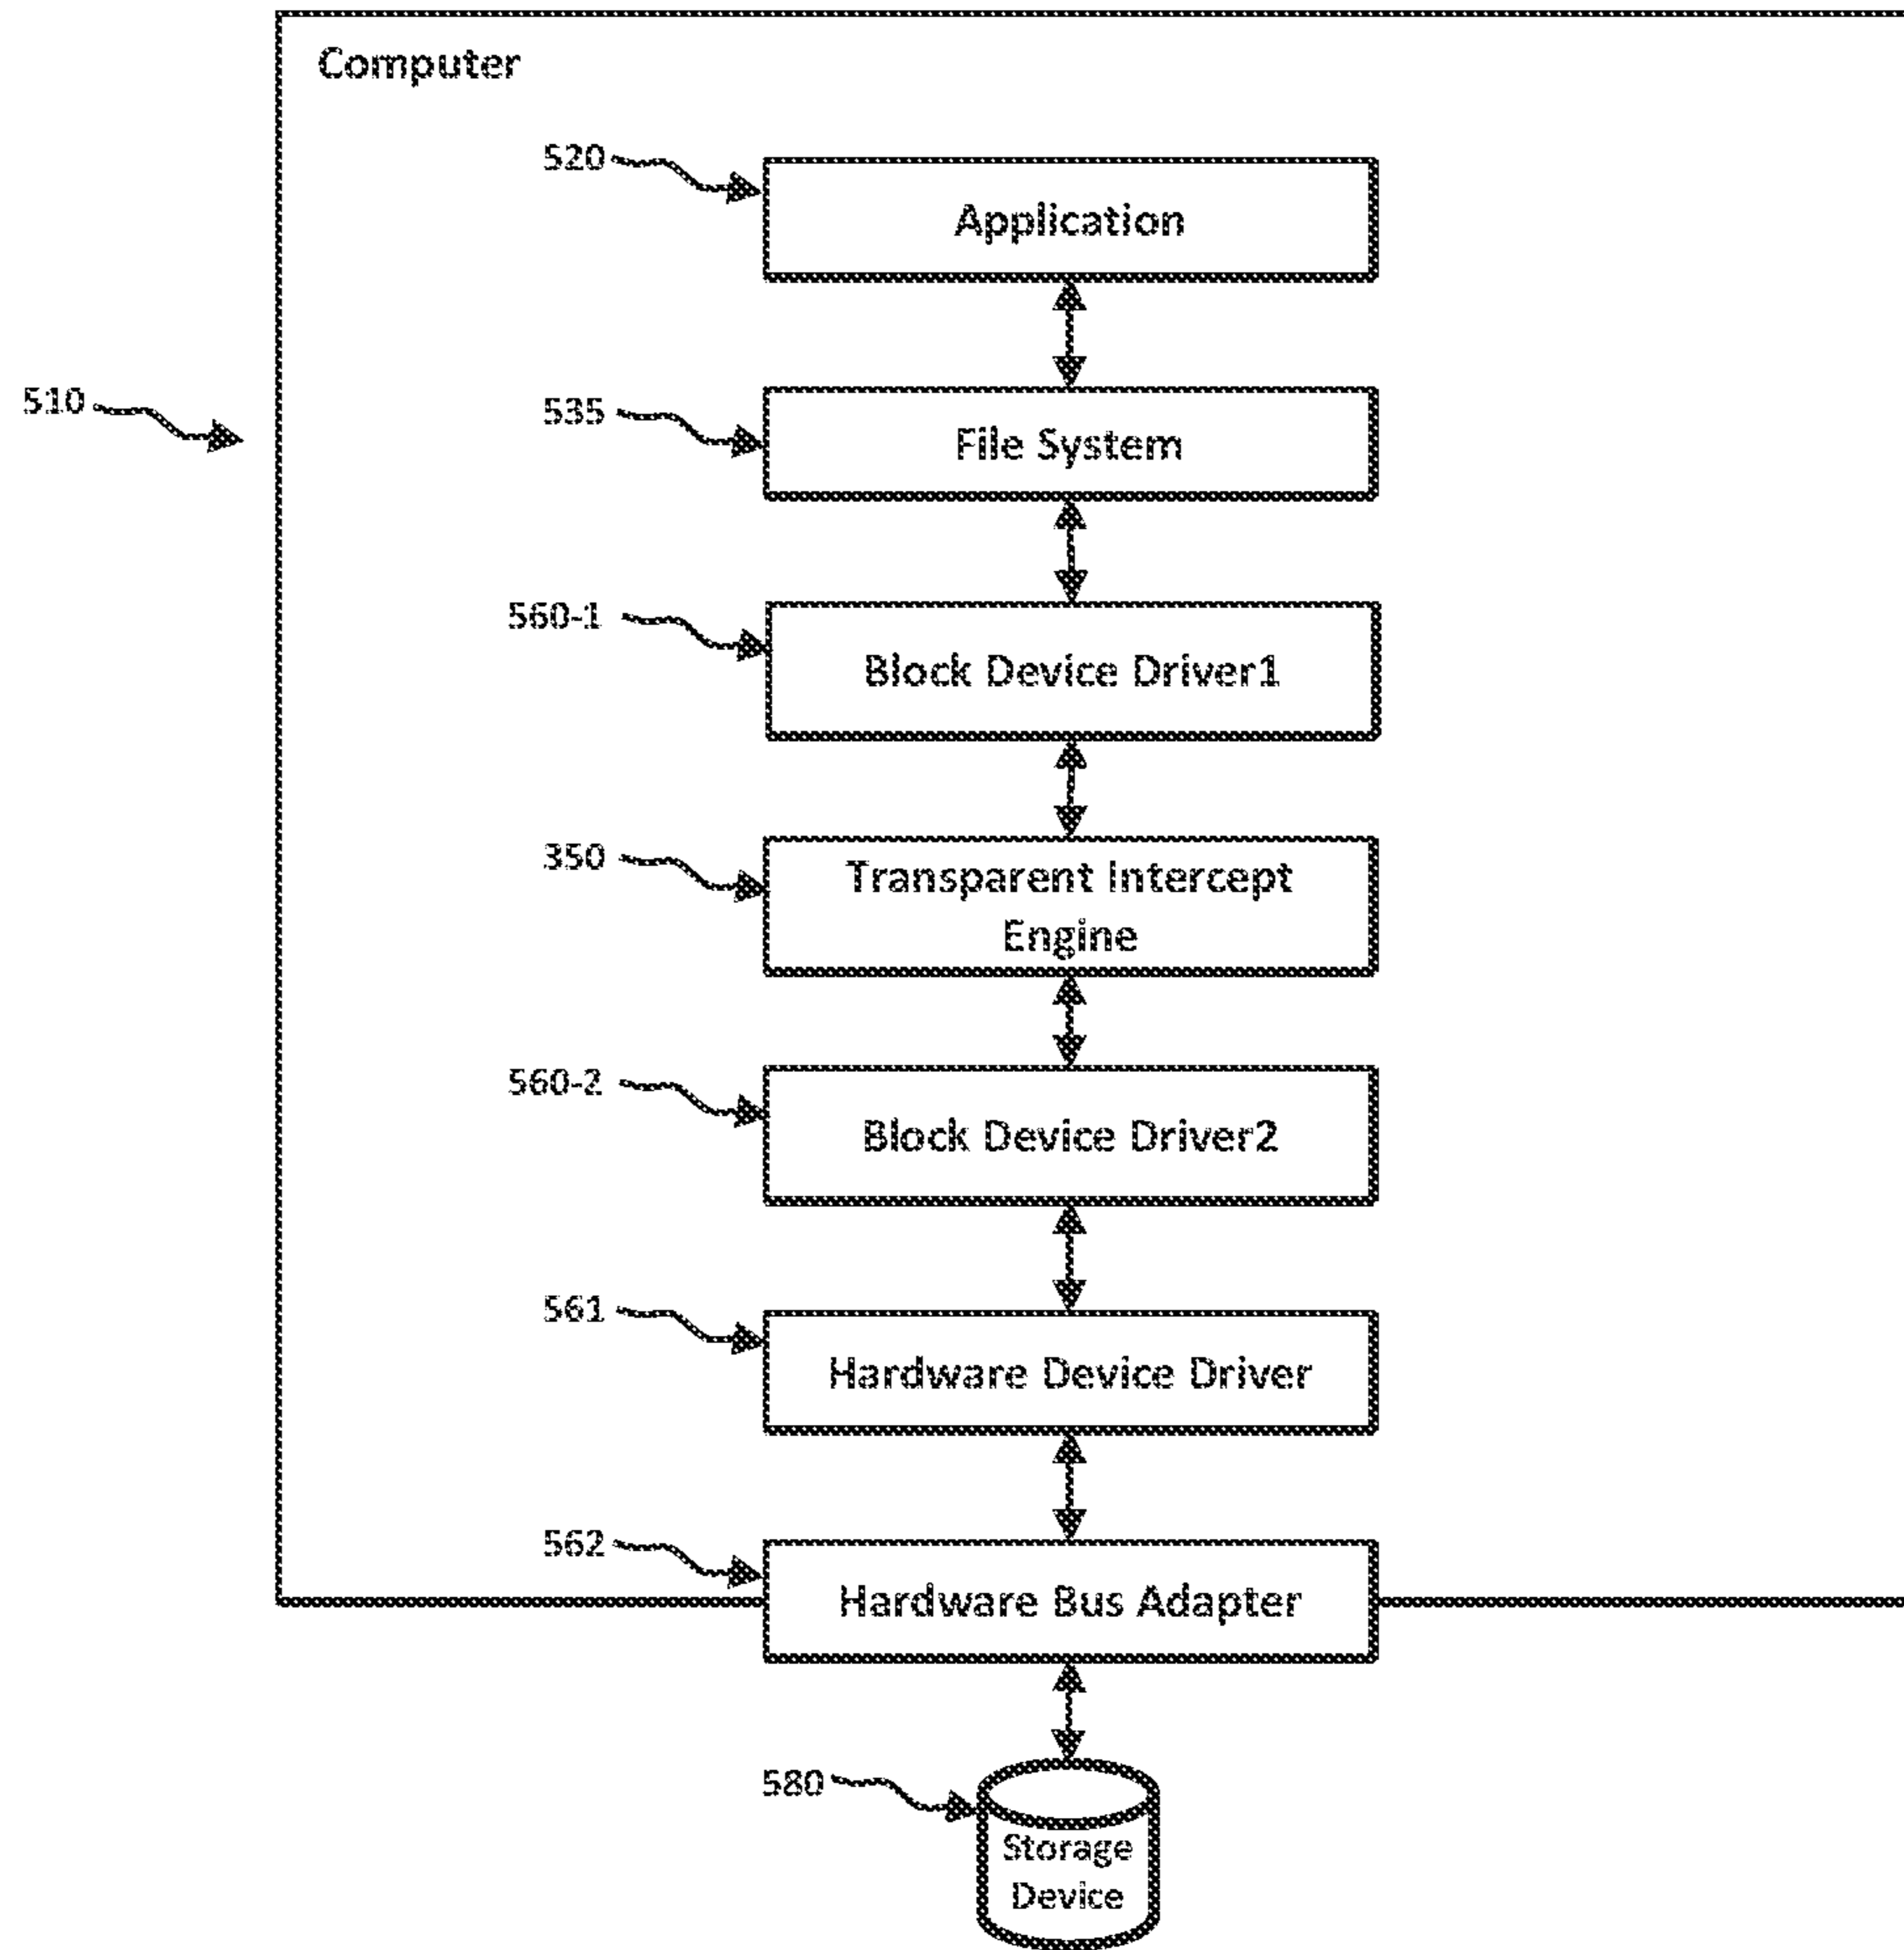 Computer
520
Application
510
535
File System
560-1
Block Device Driver1
350
Transparent Intercept
Engine
560-2
Block Device Driver2
561
Hardware Device Driver
562
Hardware Bus Adapter
580
Storage
Device